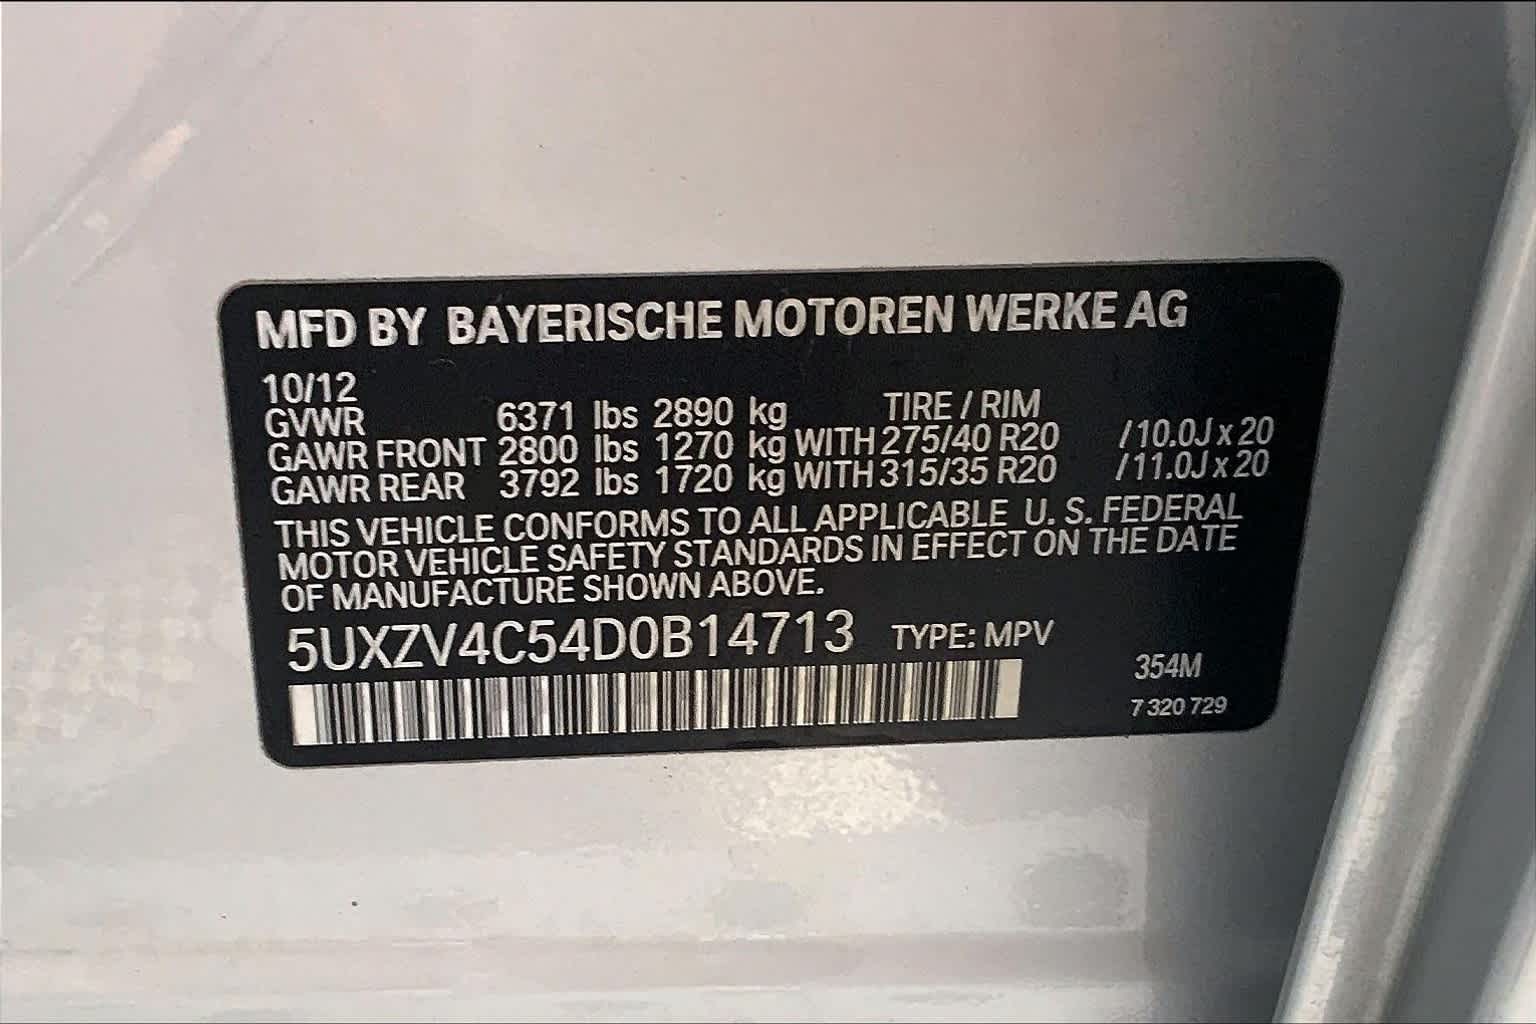 MFD BY BAYERISCHE MOTOREN WERKE AG
10/12
GVWR 6371 lbs 2890 kg TIRE / RIM
GAWR FRONT 2800 lbs 1270 kg WITH 275/40 R20 /10.0J x 20
GAWR REAR 3792 lbs 1720 kg WITH 315/35 R20 /11.0J x 20
THIS VEHICLE CONFORMS TO ALL APPLICABLE U. S. FEDERAL
MOTOR VEHICLE SAFETY STANDARDS IN EFFECT ON THE DATE
OF MANUFACTURE SHOWN ABOVE.
5UXZV4C54D0B14713 TYPE: MPV
354M
7 320 729